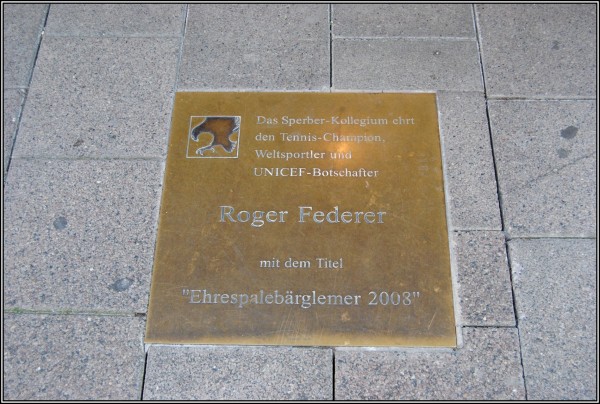 Das Sperber-Kollegium ehrt
den Tennis-Champion,
Weltsportler und
UNICEF-Botschafter
Roger Federer
mit dem Titel
"Ehrespalebärglemer 2008"